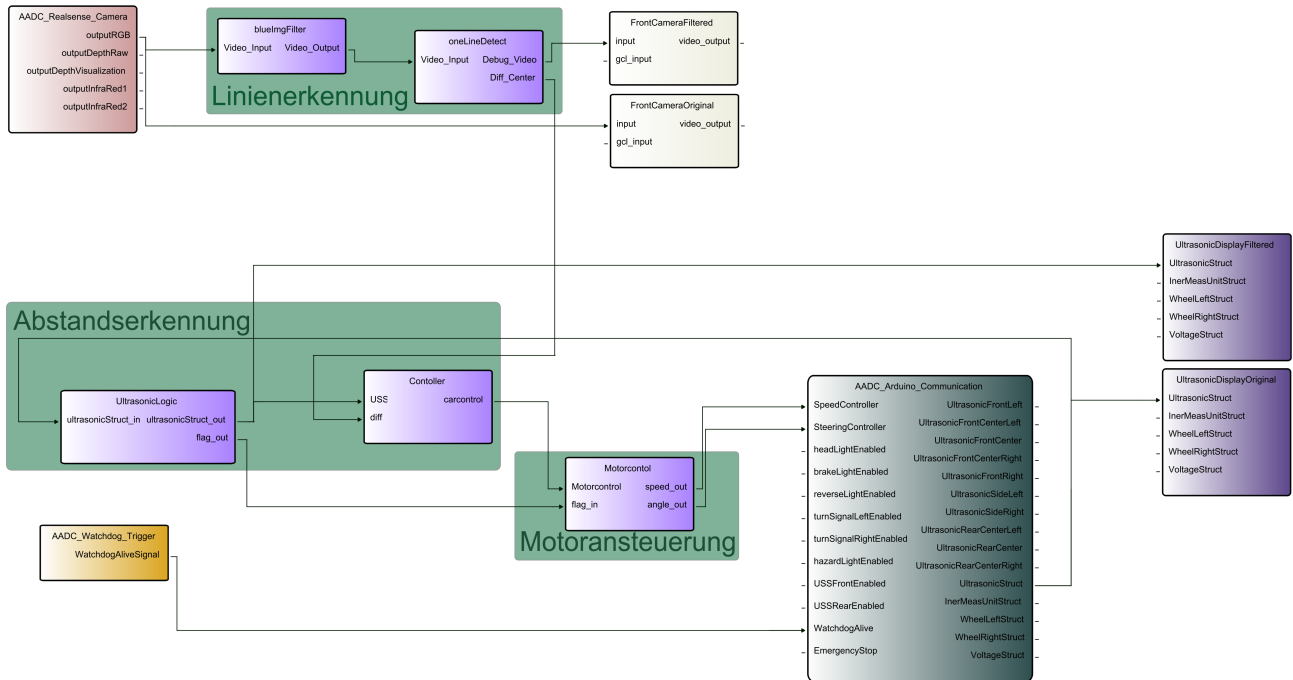 AADC_Realsense_Camera
outputRGB
outputDepthRaw
outputDepthVisualization
outputInfraRed1
outputInfraRed2
blueImgFilter
Video_Input Video_Output
oneLineDetect
Video_Input Debug_Video
Diff_Center
Linienerkennung
FrontCameraFiltered
input video_output
gcl_input
FrontCameraOriginal
input video_output
gcl_input
UltrasonicDisplayFiltered
UltrasonicStruct
InerMeasUnitStruct
WheelLeftStruct
WheelRightStruct
VoltageStruct
Abstandserkennung
UltrasonicLogic
ultrasonicStruct_in ultrasonicStruct_out
flag_out
Contoller
USS carcontrol
diff
UltrasonicDisplayOriginal
UltrasonicStruct
InerMeasUnitStruct
WheelLeftStruct
WheelRightStruct
VoltageStruct
Motorcontol
Motorcontrol speed_out
flag_in angle_out
Motoransteuerung
AADC_Watchdog_Trigger
WatchdogAliveSignal
AADC_Arduino_Communication
SpeedController UltrasonicFrontLeft
SteeringController UltrasonicFrontCenterLeft
UltrasonicFrontCenter
headLightEnabled UltrasonicFrontCenterRight
brakeLightEnabled UltrasonicFrontRight
reverseLightEnabled UltrasonicSideLeft
turnSignalLeftEnabled UltrasonicSideRight
UltrasonicRearCenterLeft
turnSignalRightEnabled UltrasonicRearCenter
hazardLightEnabled UltrasonicRearCenterRight
USSFrontEnabled UltrasonicStruct
USSRearEnabled InerMeasUnitStruct
WheelLeftStruct
WatchdogAlive WheelRightStruct
EmergencyStop VoltageStruct